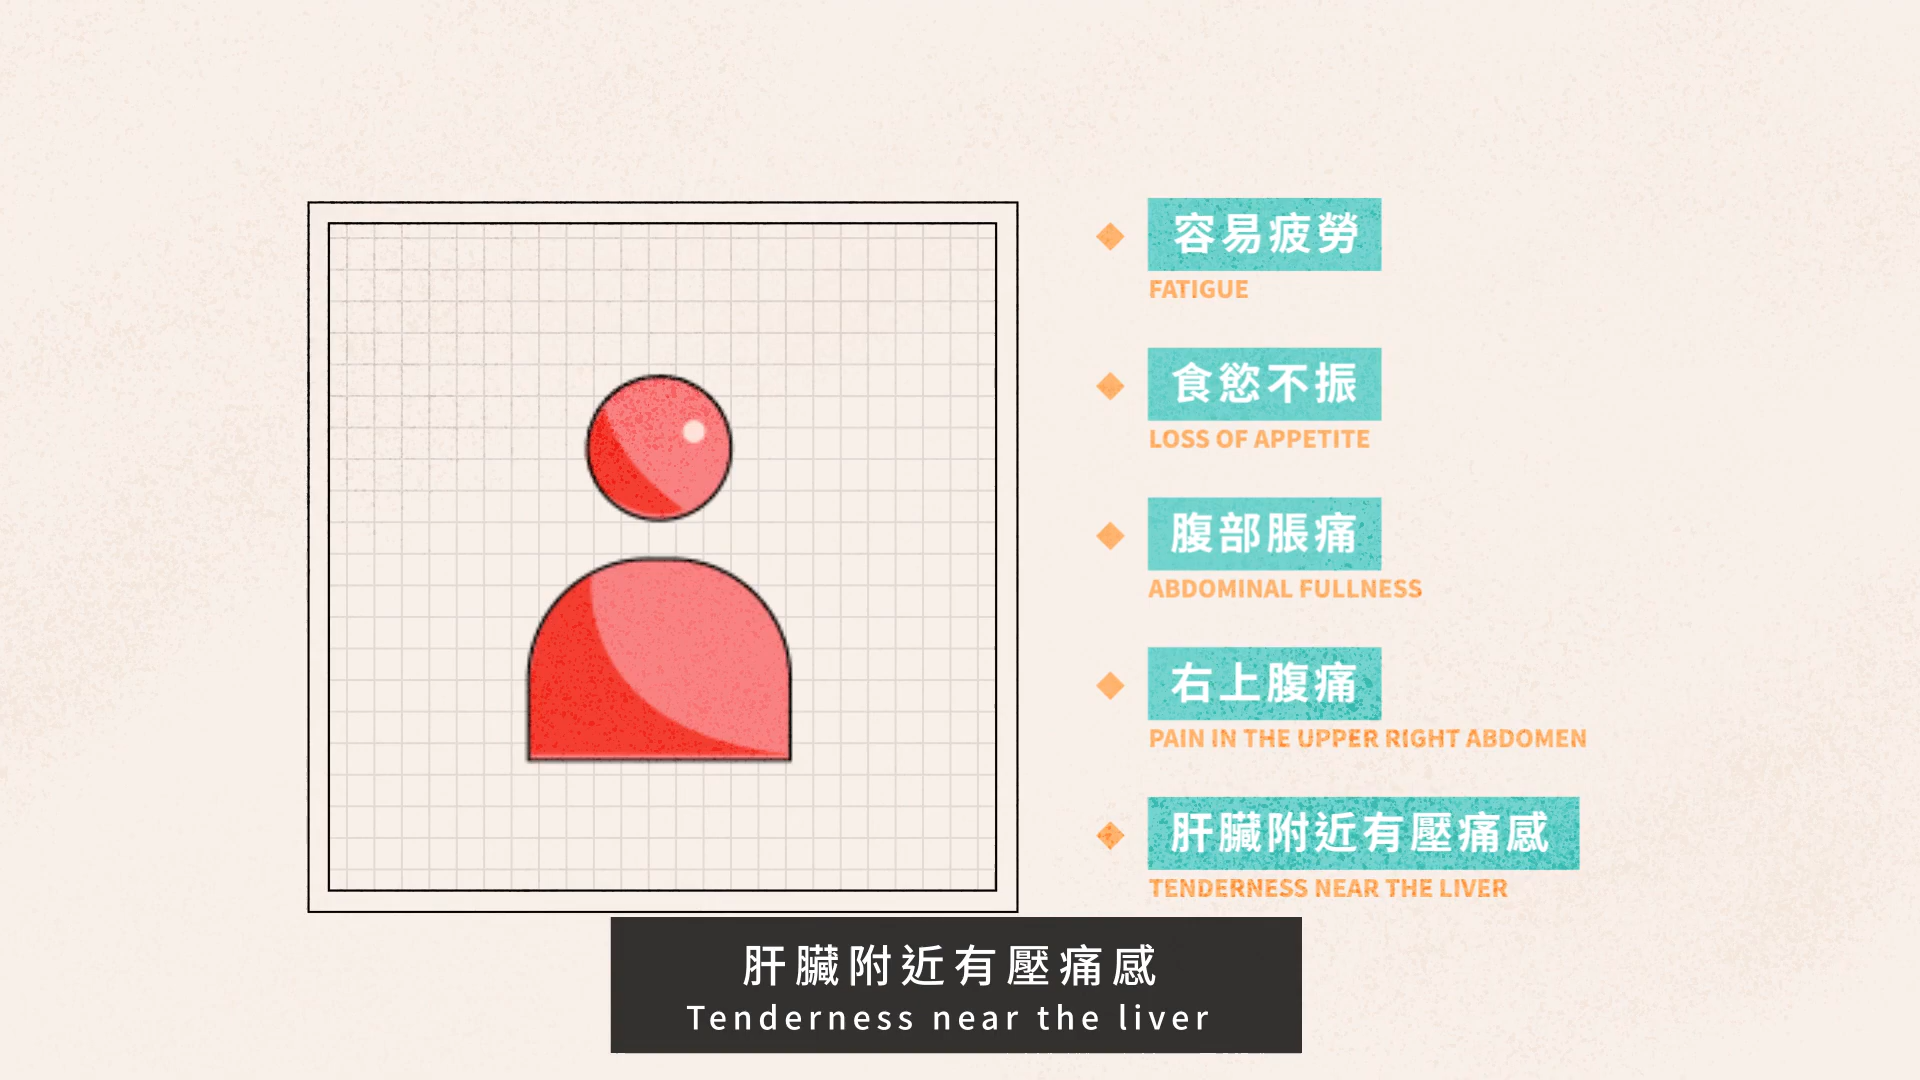 容易疲勞
FATIGUE
食慾不振
LOSS OF APPETITE
腹部脹痛
ABDOMINAL FULLNESS
右上腹痛
PAIN IN THE UPPER RIGHT ABDOMEN
肝臟附近有壓痛感
TENDERNESS NEAR THE LIVER
肝臟附近有壓痛感
Tenderness near the liver